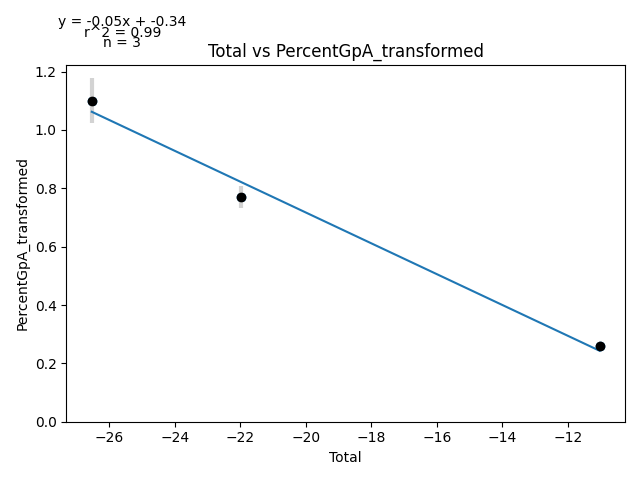 y = -0.05x + -0.34
r^2 = 0.99
n = 3
Total vs PercentGpA_transformed
PercentGpA_transformed
1.2
1.0
0.8
0.6
0.4
0.2
0.0
−26
−24
−22
−20
−18
−16
−14
−12
Total